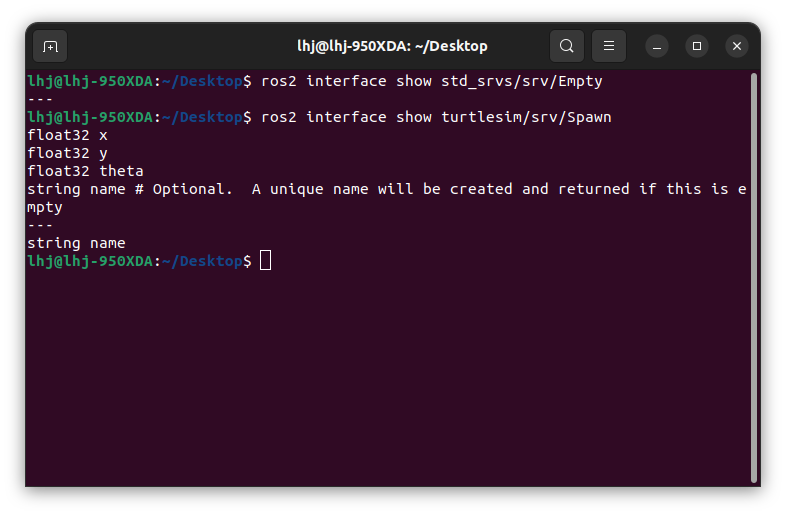 lhj@lhj-950XDA: ~/Desktop
lhj@lhj-950XDA:~/Desktop$ ros2 interface show std_srvs/srv/Empty
---
lhj@lhj-950XDA:~/Desktop$ ros2 interface show turtlesim/srv/Spawn
float32 x
float32 y
float32 theta
string name # Optional.  A unique name will be created and returned if this is e
mpty
---
string name
lhj@lhj-950XDA:~/Desktop$